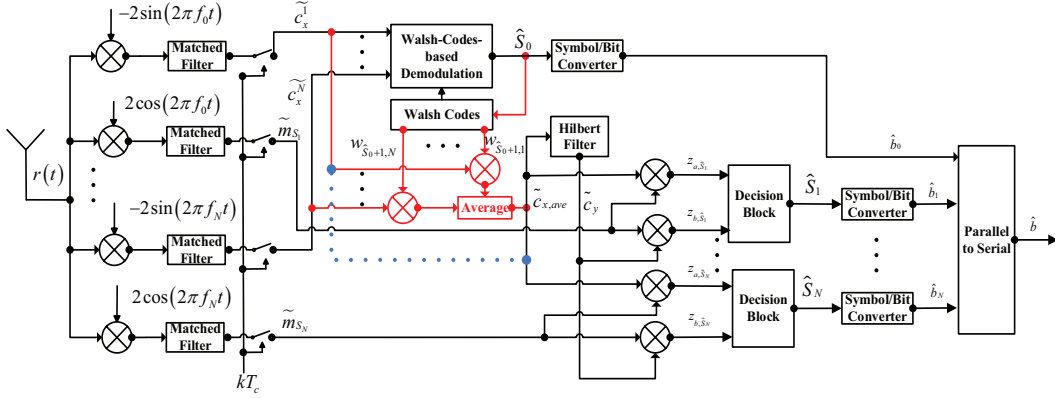 −2sin(2πf₀t)
Matched Filter
c̃ₓ¹
Walsh-Codes-based Demodulation
Ŝ₀
Symbol/Bit Converter
c̃ₓᴺ
2cos(2πf₀t)
Matched Filter
m̃_{S₁}
Walsh Codes
w_{Ŝ₀+1,N}
w_{Ŝ₀+1,1}
Hilbert Filter
b̂₀
r(t)
z_{a,Ŝ₁}
Average
c̃_{x,ave}
c̃_y
Decision Block
Ŝ₁
Symbol/Bit Converter
b̂₁
−2sin(2πf_N t)
Matched Filter
z_{b,Ŝ₁}
Parallel to Serial
b̂
z_{a,Ŝ_N}
2cos(2πf_N t)
Matched Filter
m̃_{S_N}
Decision Block
Ŝ_N
Symbol/Bit Converter
b̂_N
z_{b,Ŝ_N}
kT_c